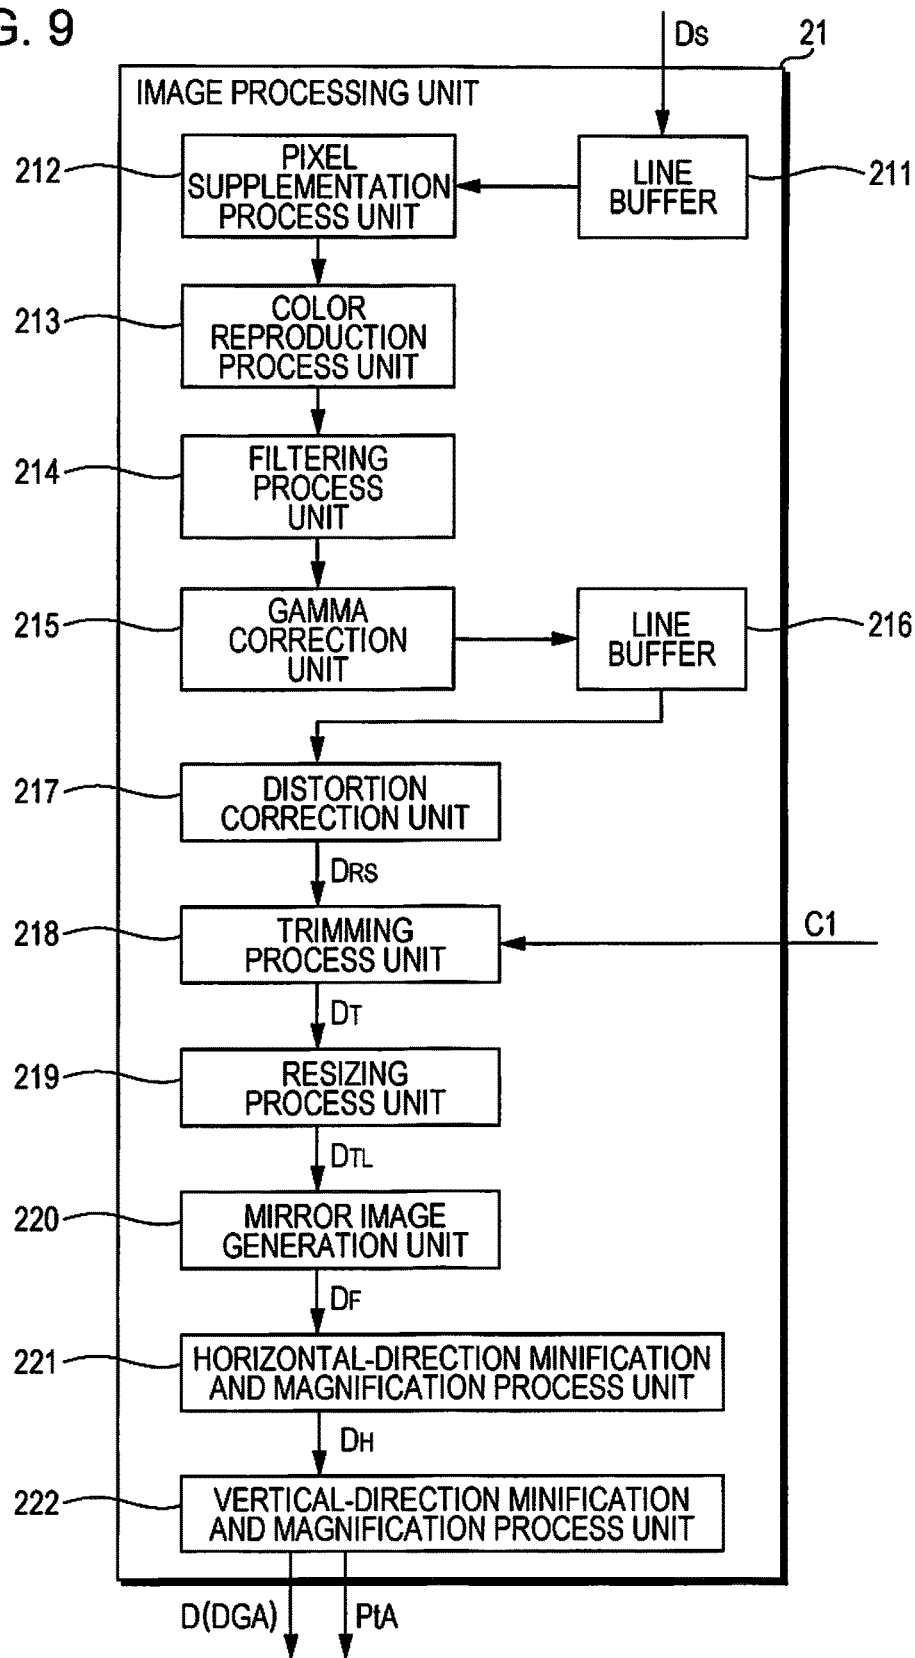 G. 9
Ds
21
IMAGE PROCESSING UNIT
212
PIXEL
SUPPLEMENTATION
PROCESS UNIT
LINE
BUFFER
211
213
COLOR
REPRODUCTION
PROCESS UNIT
214
FILTERING
PROCESS
UNIT
215
GAMMA
CORRECTION
UNIT
LINE
BUFFER
216
217
DISTORTION
CORRECTION UNIT
DRS
218
TRIMMING
PROCESS UNIT
C1
DT
219
RESIZING
PROCESS UNIT
DTL
220
MIRROR IMAGE
GENERATION UNIT
DF
221
HORIZONTAL-DIRECTION MINIFICATION
AND MAGNIFICATION PROCESS UNIT
DH
222
VERTICAL-DIRECTION MINIFICATION
AND MAGNIFICATION PROCESS UNIT
D(DGA)
PtA